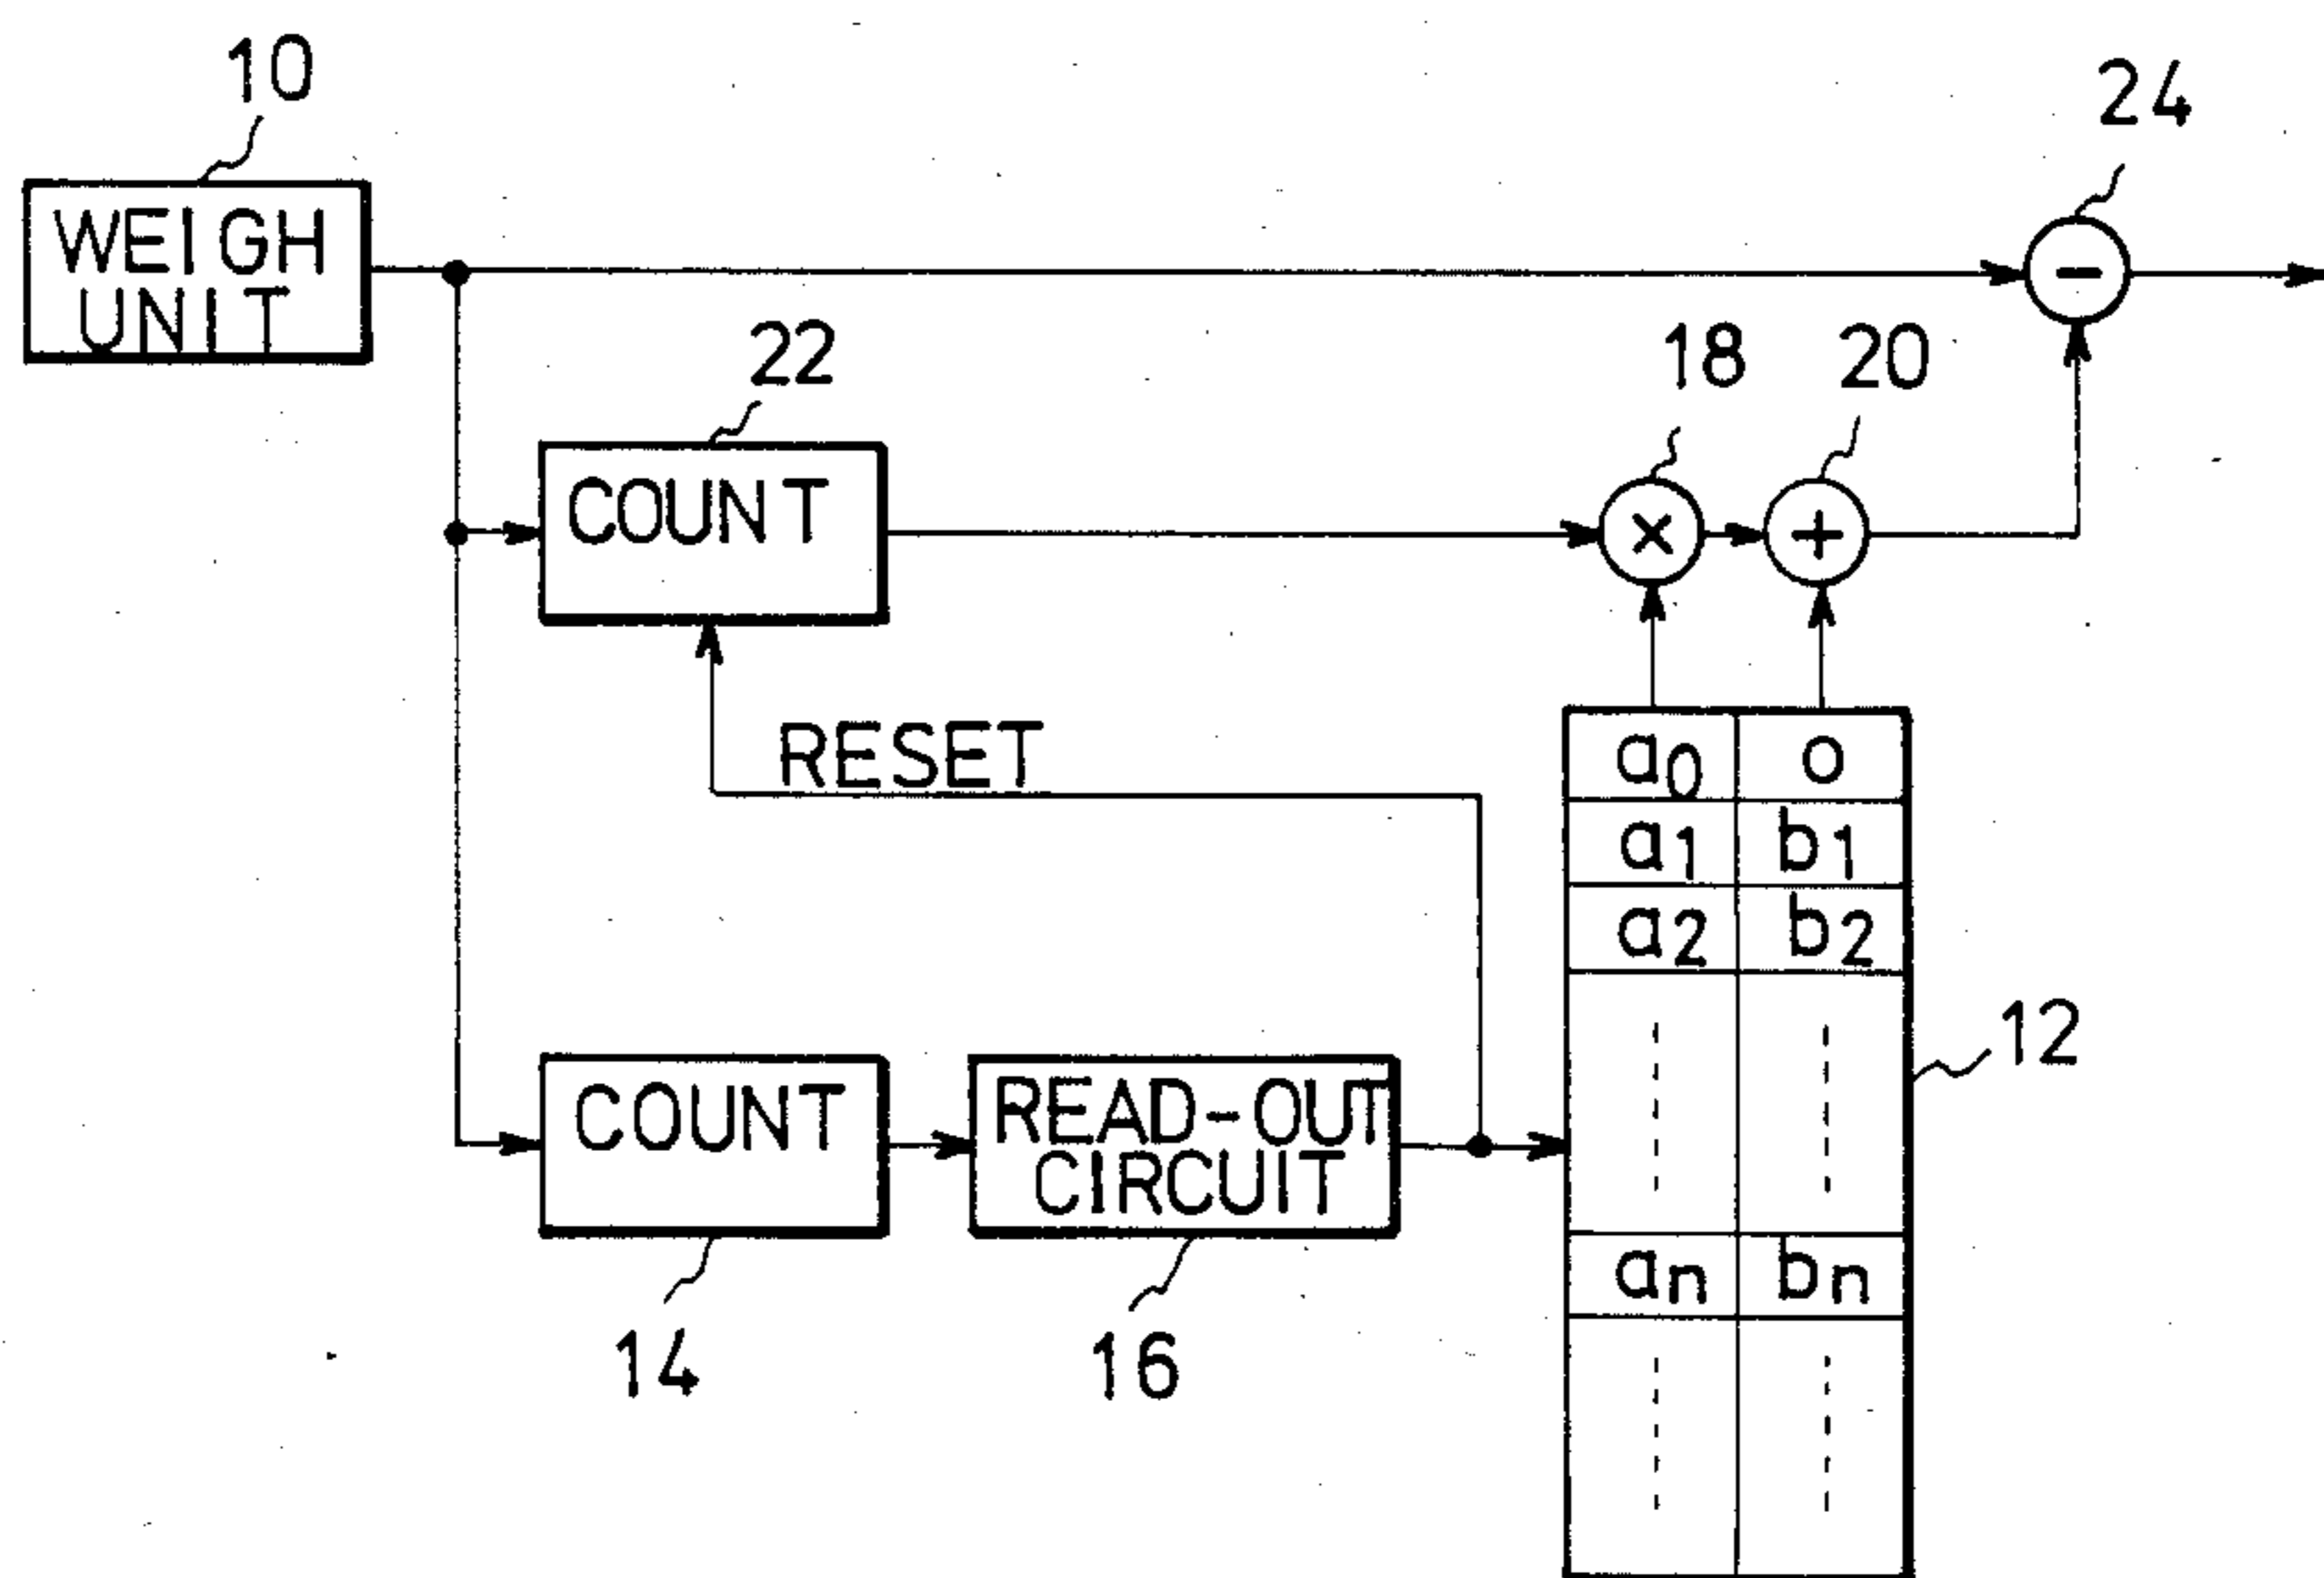 10
24
WEIGH
UNIT
22
18
20
COUNT
×
+
−
RESET
a0 o
a1 b1
a2 b2
12
COUNT
READ-OUT
CIRCUIT
an bn
14
16